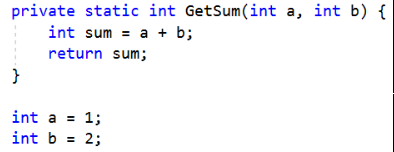 private static int GetSum(int a, int b) {
    int sum = a + b;
    return sum;
}

int a = 1;
int b = 2;